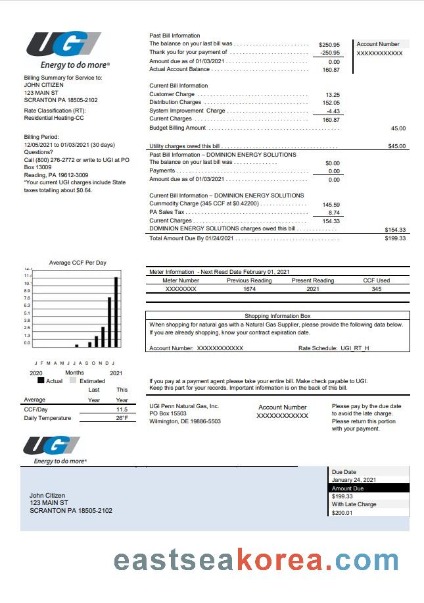 UGI
Energy to do more®
Billing Summary for Service to:
JOHN CITIZEN
123 MAIN ST
SCRANTON PA 18505-2102
Rate Classification (RT):
Residential Heating-CC
Billing Period:
12/05/2021 to 01/03/2021 (30 days)
Questions?
Call (800) 276-2772 or write to UGI at PO
Box 13009
Reading, PA 19612-3009
*Your current UGI charges include State
taxes totalling about $0.54.
Past Bill Information
The balance on your last bill was $250.95
Thank you for your payment of -250.95
Amount due as of 01/03/2021 0.00
Actual Account Balance 160.87
Account Number
XXXXXXXXXXXX
Current Bill Information
Customer Charge 13.25
Distribution Charges 152.05
System Improvement Charge -4.43
Current Charges 160.87
Budget Billing Amount 45.00
Utility charges owed this bill $45.00
Past Bill Information – DOMINION ENERGY SOLUTIONS
The balance on your last bill was $0.00
Payments 0.00
Amount due as of 01/03/2021 0.00
Current Bill Information – DOMINION ENERGY SOLUTIONS
Commodity Charge (345 CCF at $0.42200) 145.59
PA Sales Tax 8.74
Current Charges 154.33
DOMINION ENERGY SOLUTIONS charges owed this bill $154.33
Total Amount Due By 01/24/2021 $199.33
Average CCF Per Day
J F M A M J J A S O N D J
2020 Months 2021
Actual Estimated
Last This
Average Year Year
CCF/Day 11.5
Daily Temperature 26°F
Meter Information - Next Read Date February 01, 2021
Meter Number Previous Reading Present Reading CCF Used
XXXXXXXX 1674 2021 345
Shopping Information Box
When shopping for natural gas with a Natural Gas Supplier, please provide the following data below.
If you are already shopping, know your contract expiration date.
Account Number: XXXXXXXXXXXX Rate Schedule: UGI_RT_H
If you pay at a payment agent please take your entire bill. Make check payable to UGI.
Keep this part for your records. Important information is on the back of this bill.
UGI Penn Natural Gas, Inc.
PO Box 15503
Wilmington, DE 19886-5503
Account Number
XXXXXXXXXXXX
Please pay by the due date
to avoid the late charge.
Please return this portion
with your payment.
UGI
Energy to do more®
John Citizen
123 MAIN ST
SCRANTON PA 18505-2102
Due Date
January 24, 2021
Amount Due
$199.33
With Late Charge
$200.01
eastseakorea.com